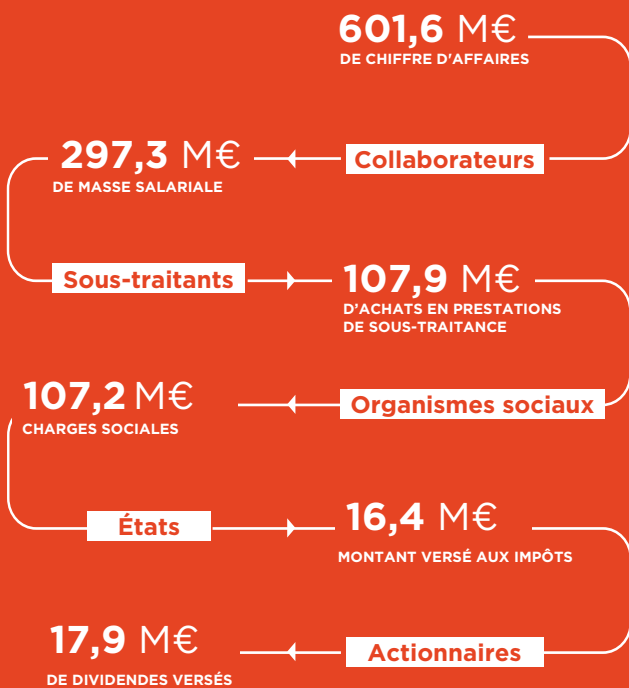 601,6 M€
DE CHIFFRE D'AFFAIRES
297,3 M€
Collaborateurs
DE MASSE SALARIALE
Sous-traitants
107,9 M€
D'ACHATS EN PRESTATIONS
DE SOUS-TRAITANCE
107,2 M€
Organismes sociaux
CHARGES SOCIALES
États
16,4 M€
MONTANT VERSÉ AUX IMPÔTS
17,9 M€
Actionnaires
DE DIVIDENDES VERSÉS